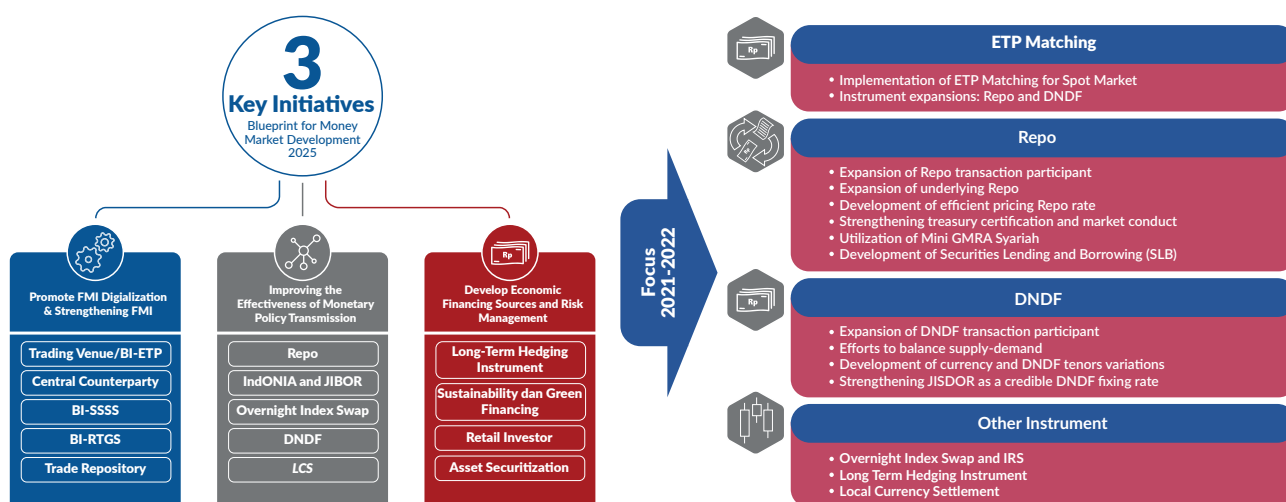 3
Key Initiatives
Blueprint for Money
Market Development
2025
Promote FMI Digialization
& Strengthening FMI
Trading Venue/BI-ETP
Central Counterparty
BI-SSSS
BI-RTGS
Trade Repository
Improving the
Effectiveness of Monetary
Policy Transmission
Repo
IndONIA and JIBOR
Overnight Index Swap
DNDF
LCS
Rp
Develop Economic
Financing Sources and Risk
Management
Long-Term Hedging
Instrument
Sustainability dan Green
Financing
Retail Investor
Asset Securitization
Focus
2021-2022
Rp
ETP Matching
• Implementation of ETP Matching for Spot Market
• Instrument expansions: Repo and DNDF
Repo
• Expansion of Repo transaction participant
• Expansion of underlying Repo
• Development of efficient pricing Repo rate
• Strengthening treasury certification and market conduct
• Utilization of Mini GMRA Syariah
• Development of Securities Lending and Borrowing (SLB)
Rp
DNDF
• Expansion of DNDF transaction participant
• Efforts to balance supply-demand
• Development of currency and DNDF tenors variations
• Strengthening JISDOR as a credible DNDF fixing rate
Other Instrument
• Overnight Index Swap and IRS
• Long Term Hedging Instrument
• Local Currency Settlement